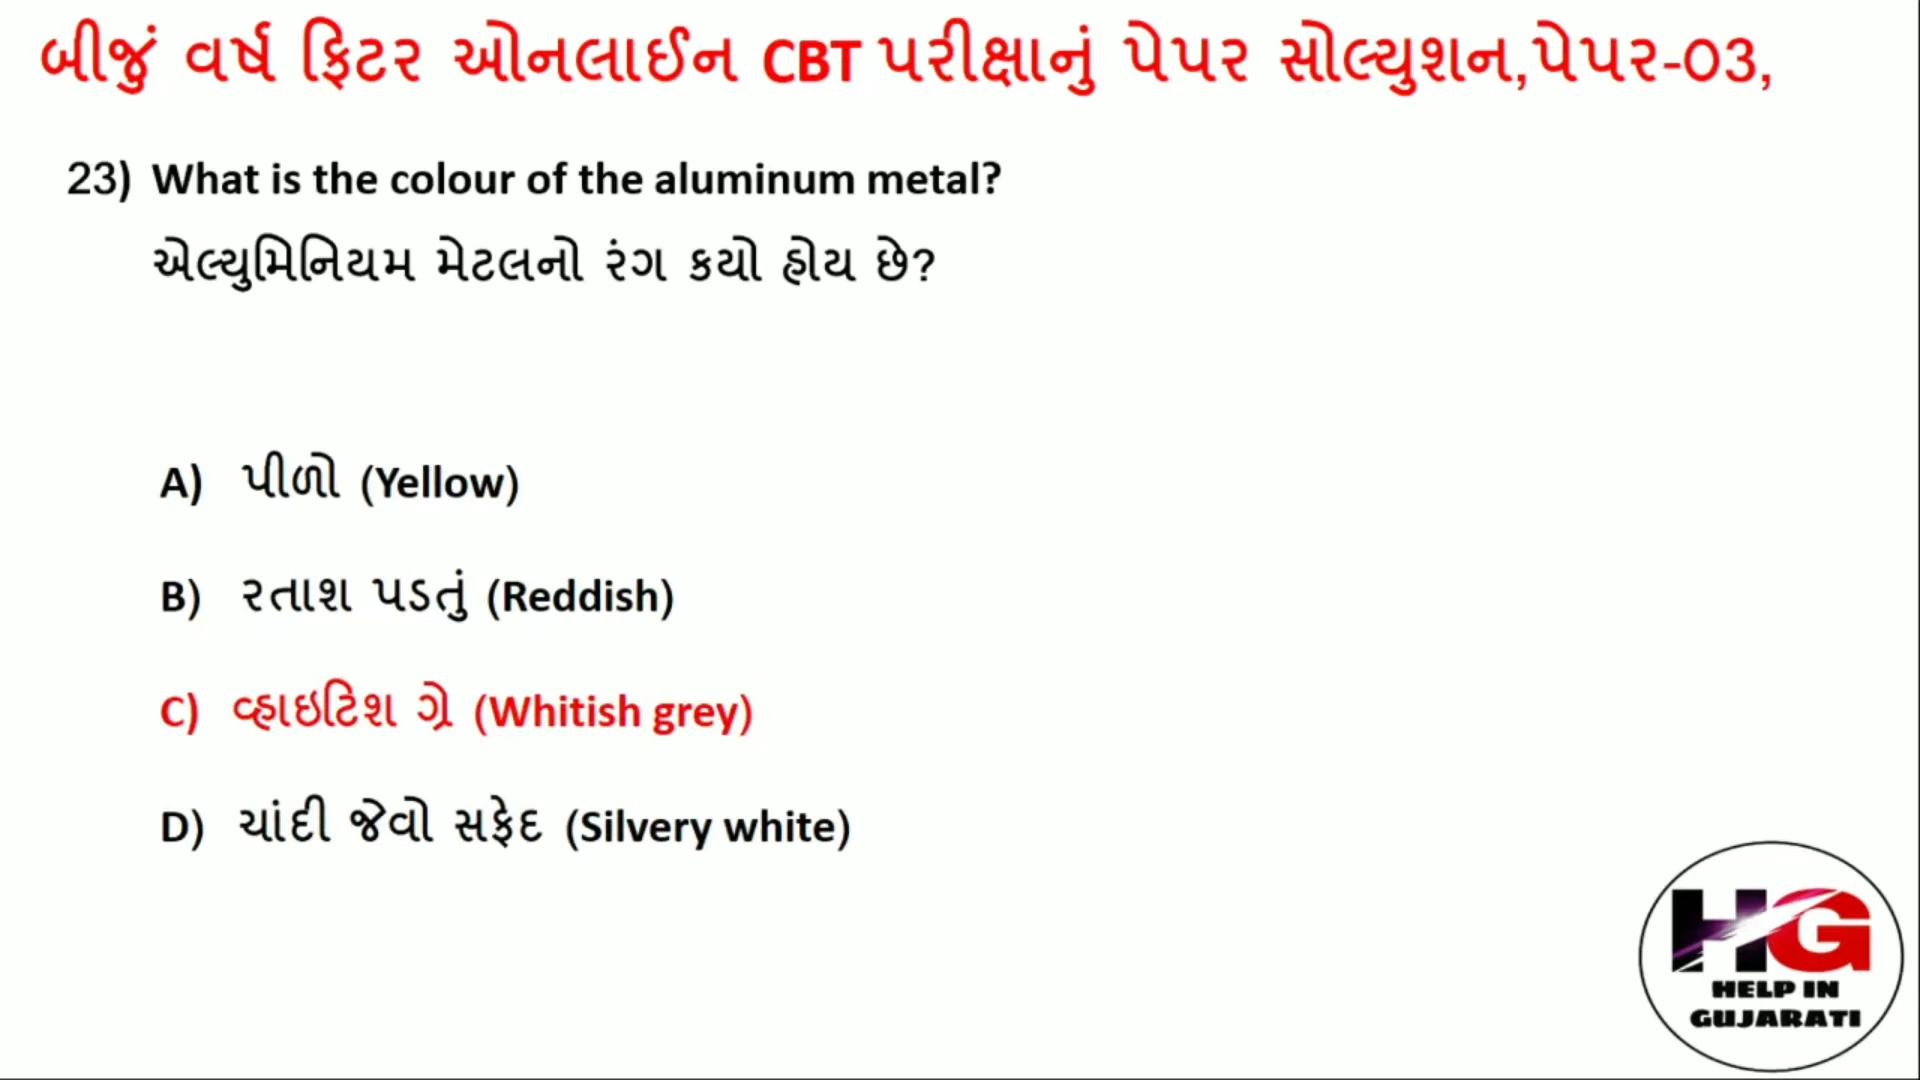 બીજું વર્ષ ફિટર ઓનલાઈન CBT પરીક્ષાનું પેપર સોલ્યુશન,પેપર-03,
23) What is the colour of the aluminum metal?
એલ્યુમિનિયમ મેટલનો રંગ કયો હોય છે?
A) પીળો (Yellow)
B) રતાશ પડતું (Reddish)
C) વ્હાઇટિશ ગ્રે (Whitish grey)
D) ચાંદી જેવો સફેદ (Silvery white)
HG
HELP IN
GUJARATI